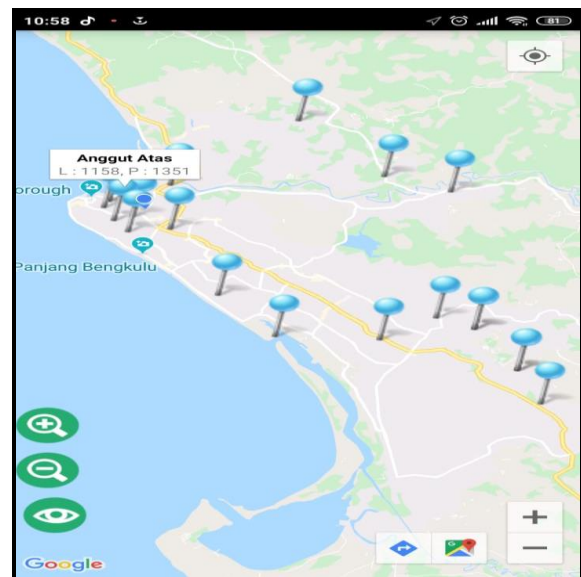 10:58
81
Anggut Atas
L : 1158, P : 1351
orough
Panjang Bengkulu
Google